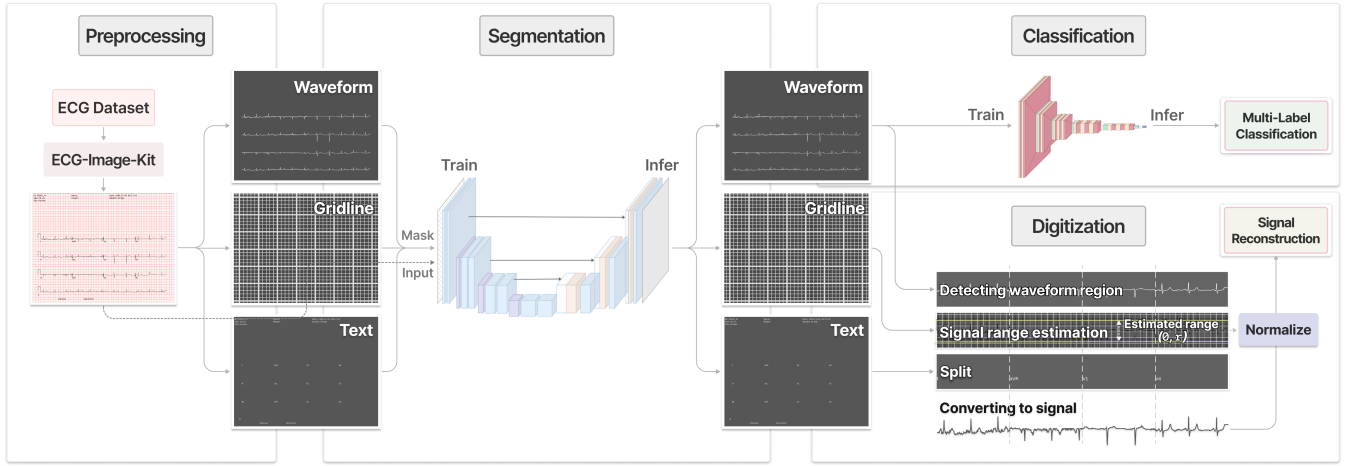 Preprocessing
ECG Dataset
ECG-Image-Kit
Waveform
Gridline
Text
Segmentation
Train
Infer
Mask
Input
Waveform
Gridline
Text
Classification
Train
Infer
Multi-Label
Classification
Digitization
Signal
Reconstruction
Detecting waveform region
Signal range estimation
Estimated range
(0, r)
Normalize
Split
Converting to signal